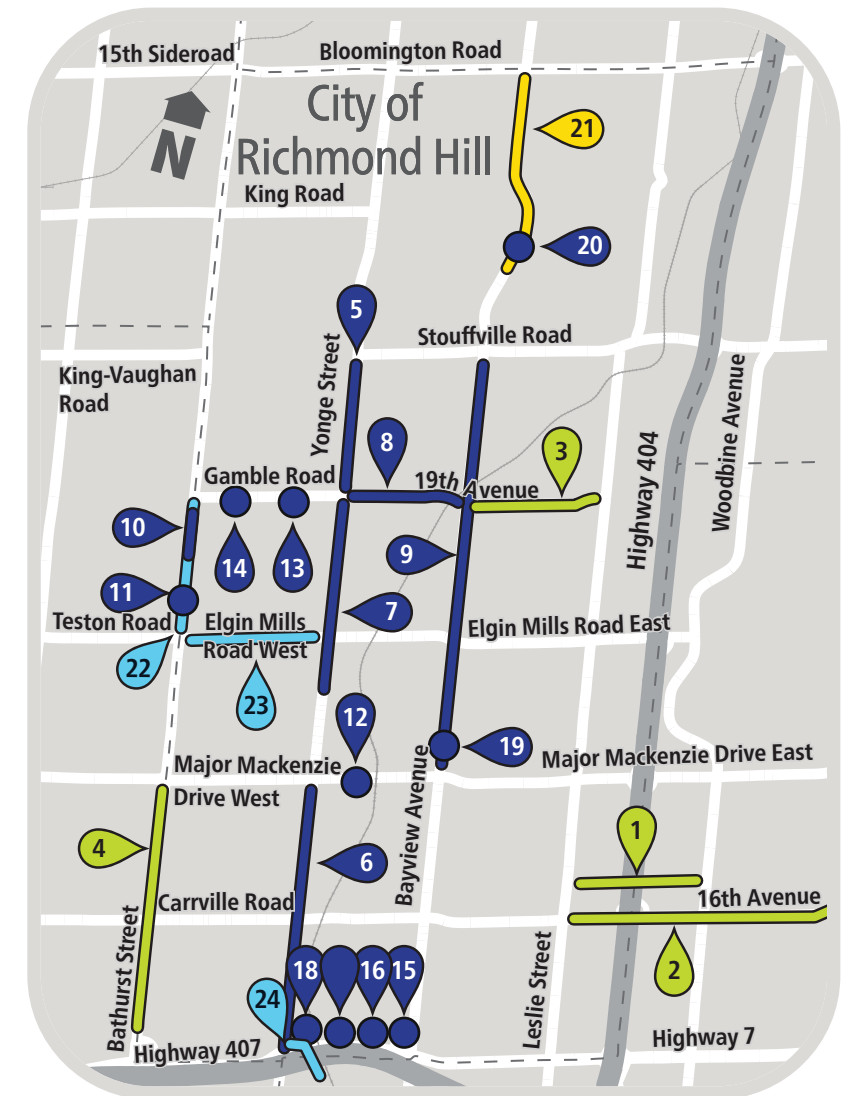 15th Sideroad
Bloomington Road
City of
Richmond Hill
N
21
King Road
20
5
Stouffville Road
King-Vaughan
Road
Yonge Street
Woodbine Avenue
8
3
Highway 404
Gamble Road
19th Avenue
10
14
13
9
11
7
Teston Road
Elgin Mills
Road West
Elgin Mills Road East
22
23
12
19
Major Mackenzie
Drive West
Major Mackenzie Drive East
Bayview Avenue
4
1
6
Carrville Road
16th Avenue
Bathurst Street
Leslie Street
2
18
16
15
24
Highway 407
Highway 7